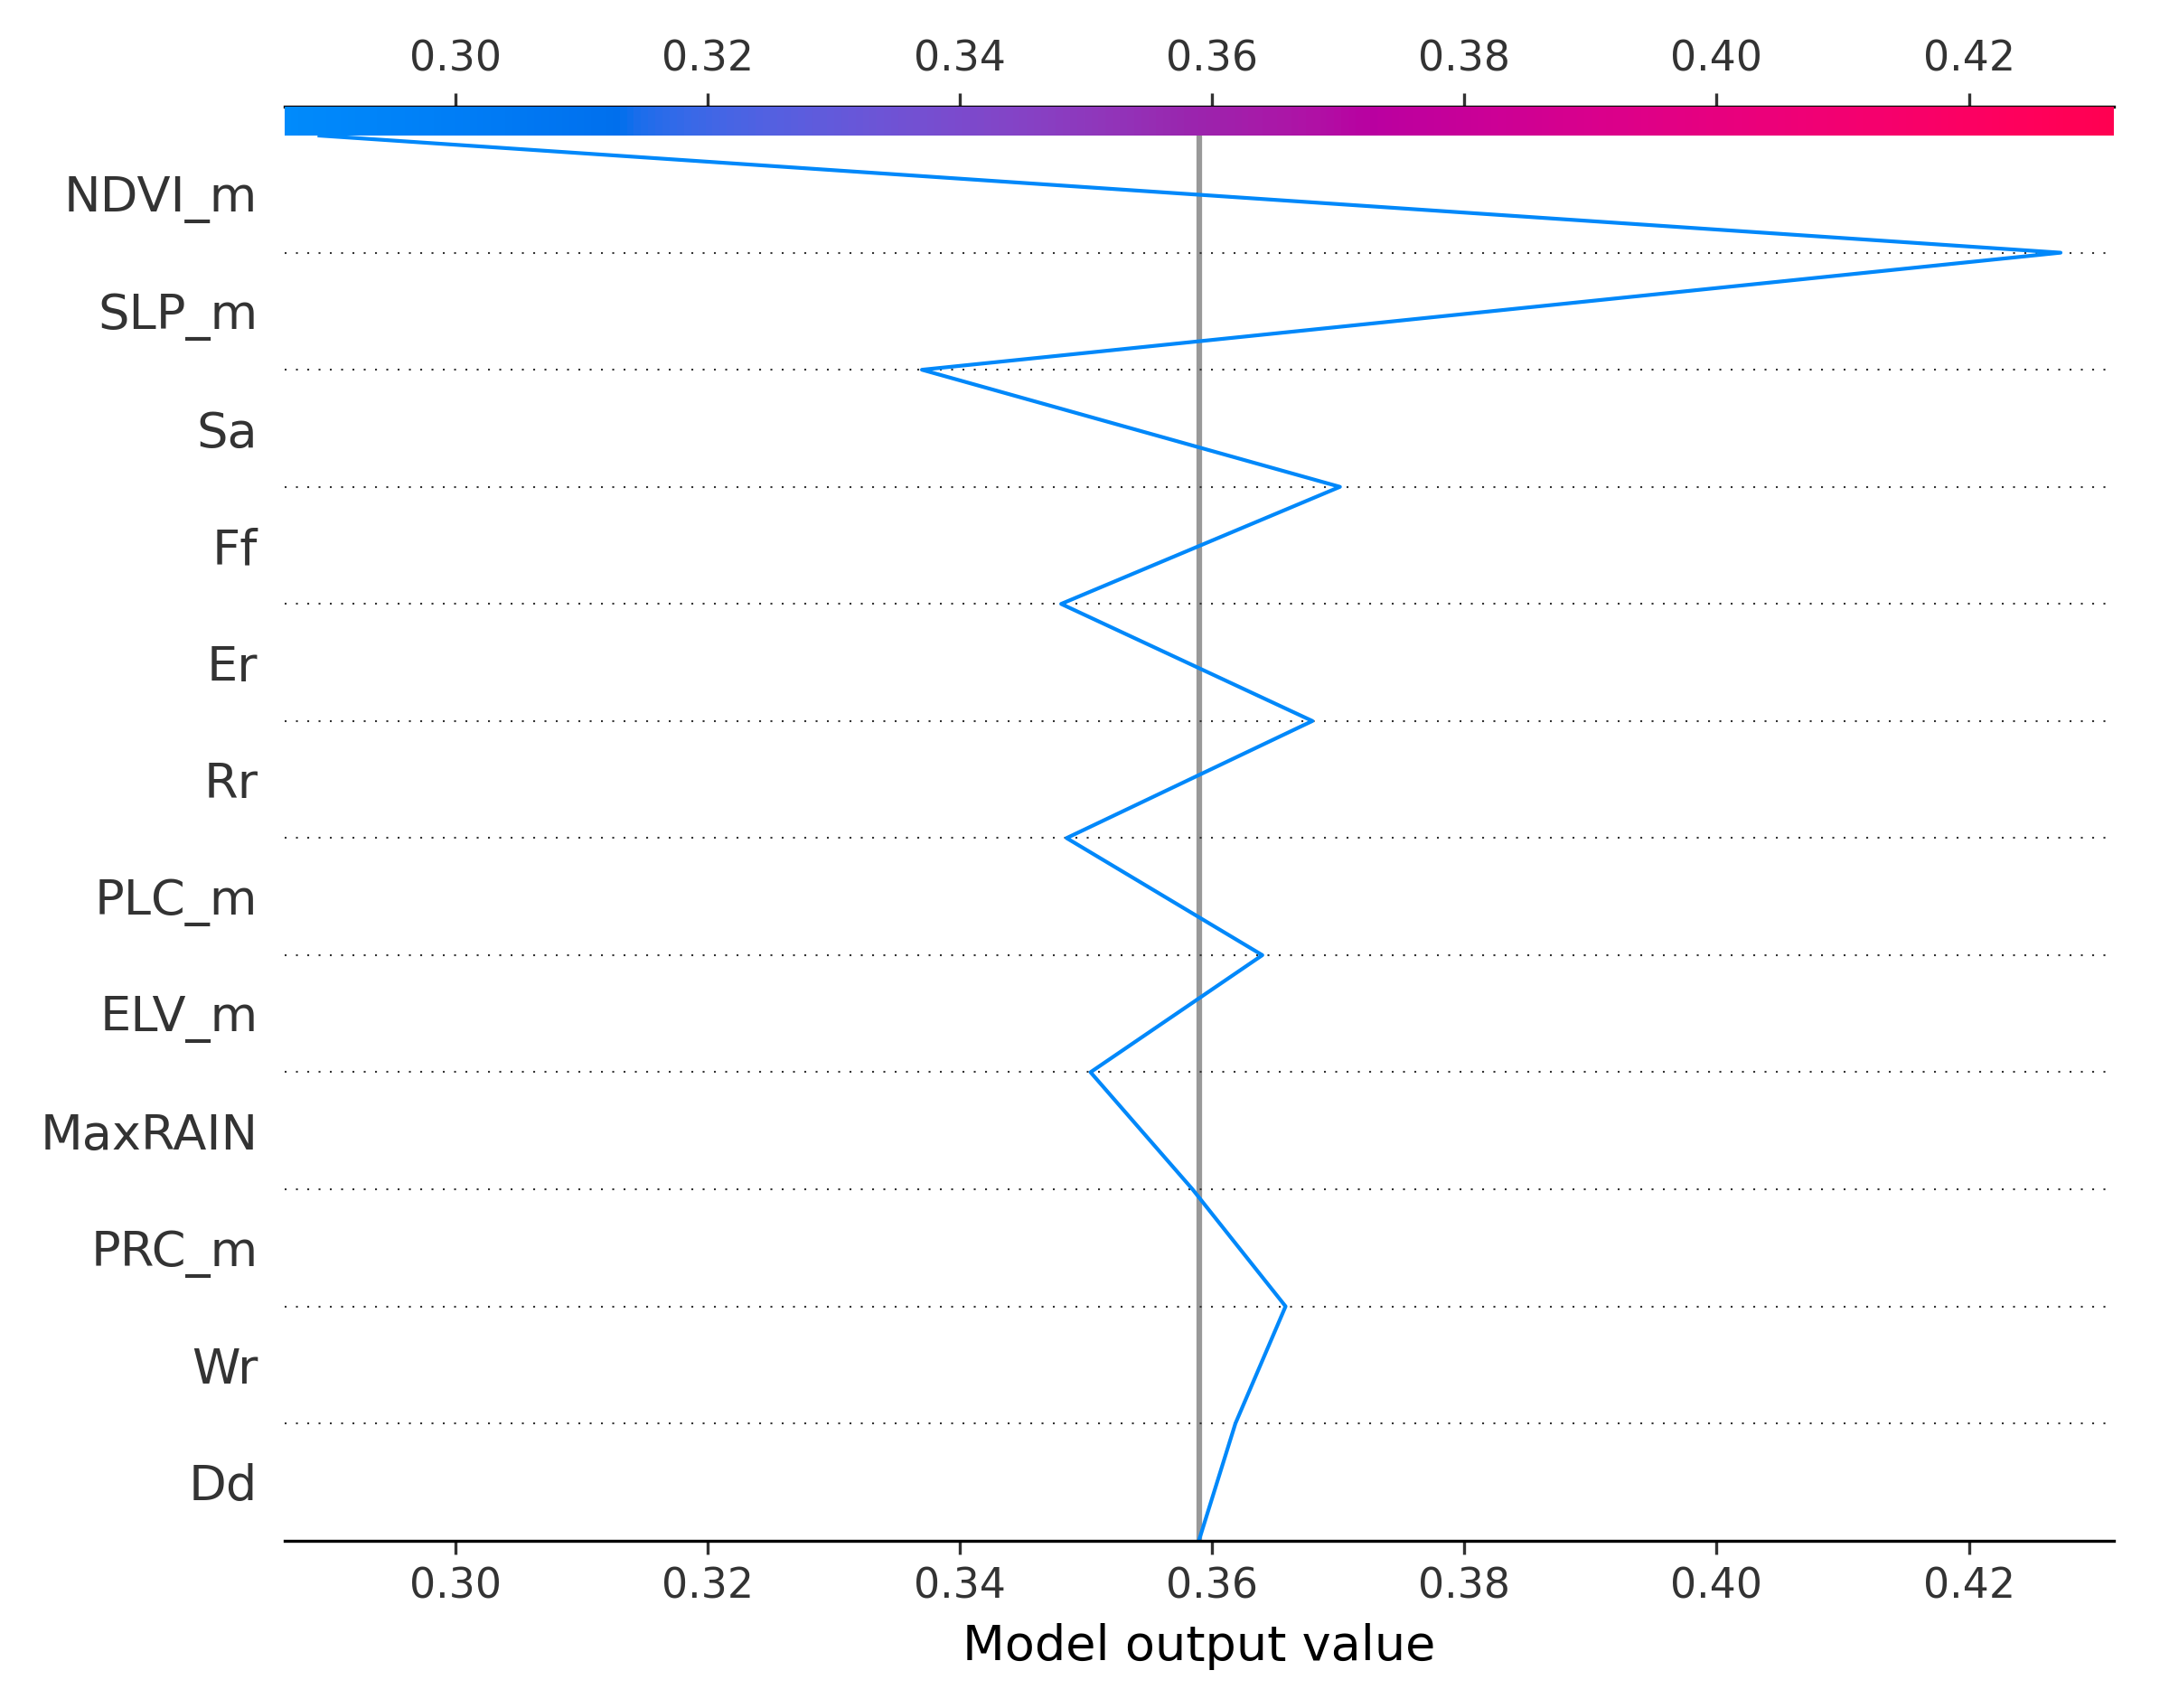 0.30 0.32 0.34 0.36 0.38 0.40 0.42
NDVI_m
SLP_m
Sa
Ff
Er
Rr
PLC_m
ELV_m
MaxRAIN
PRC_m
Wr
Dd
0.30 0.32 0.34 0.36 0.38 0.40 0.42
Model output value